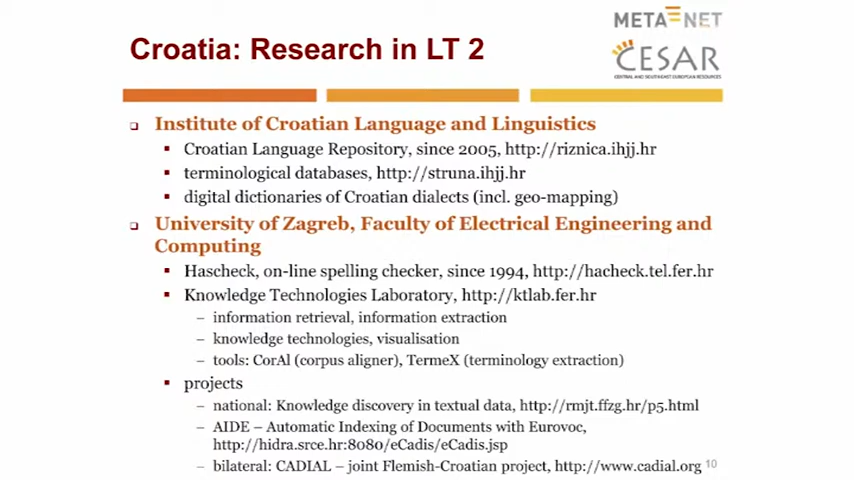 META NET
Croatia: Research in LT 2
CESAR
CENTRAL AND SOUTHEAST EUROPEAN RESOURCES
Institute of Croatian Language and Linguistics
Croatian Language Repository, since 2005, http://riznica.ihjj.hr
terminological databases, http://struna.ihjj.hr
digital dictionaries of Croatian dialects (incl. geo-mapping)
University of Zagreb, Faculty of Electrical Engineering and
Computing
Hascheck, on-line spelling checker, since 1994, http://hacheck.tel.fer.hr
Knowledge Technologies Laboratory, http://ktlab.fer.hr
– information retrieval, information extraction
– knowledge technologies, visualisation
– tools: CorAl (corpus aligner), TermeX (terminology extraction)
projects
– national: Knowledge discovery in textual data, http://rmjt.ffzg.hr/p5.html
– AIDE – Automatic Indexing of Documents with Eurovoc,
http://hidra.srce.hr:8080/eCadis/eCadis.jsp
– bilateral: CADIAL – joint Flemish-Croatian project, http://www.cadial.org 10